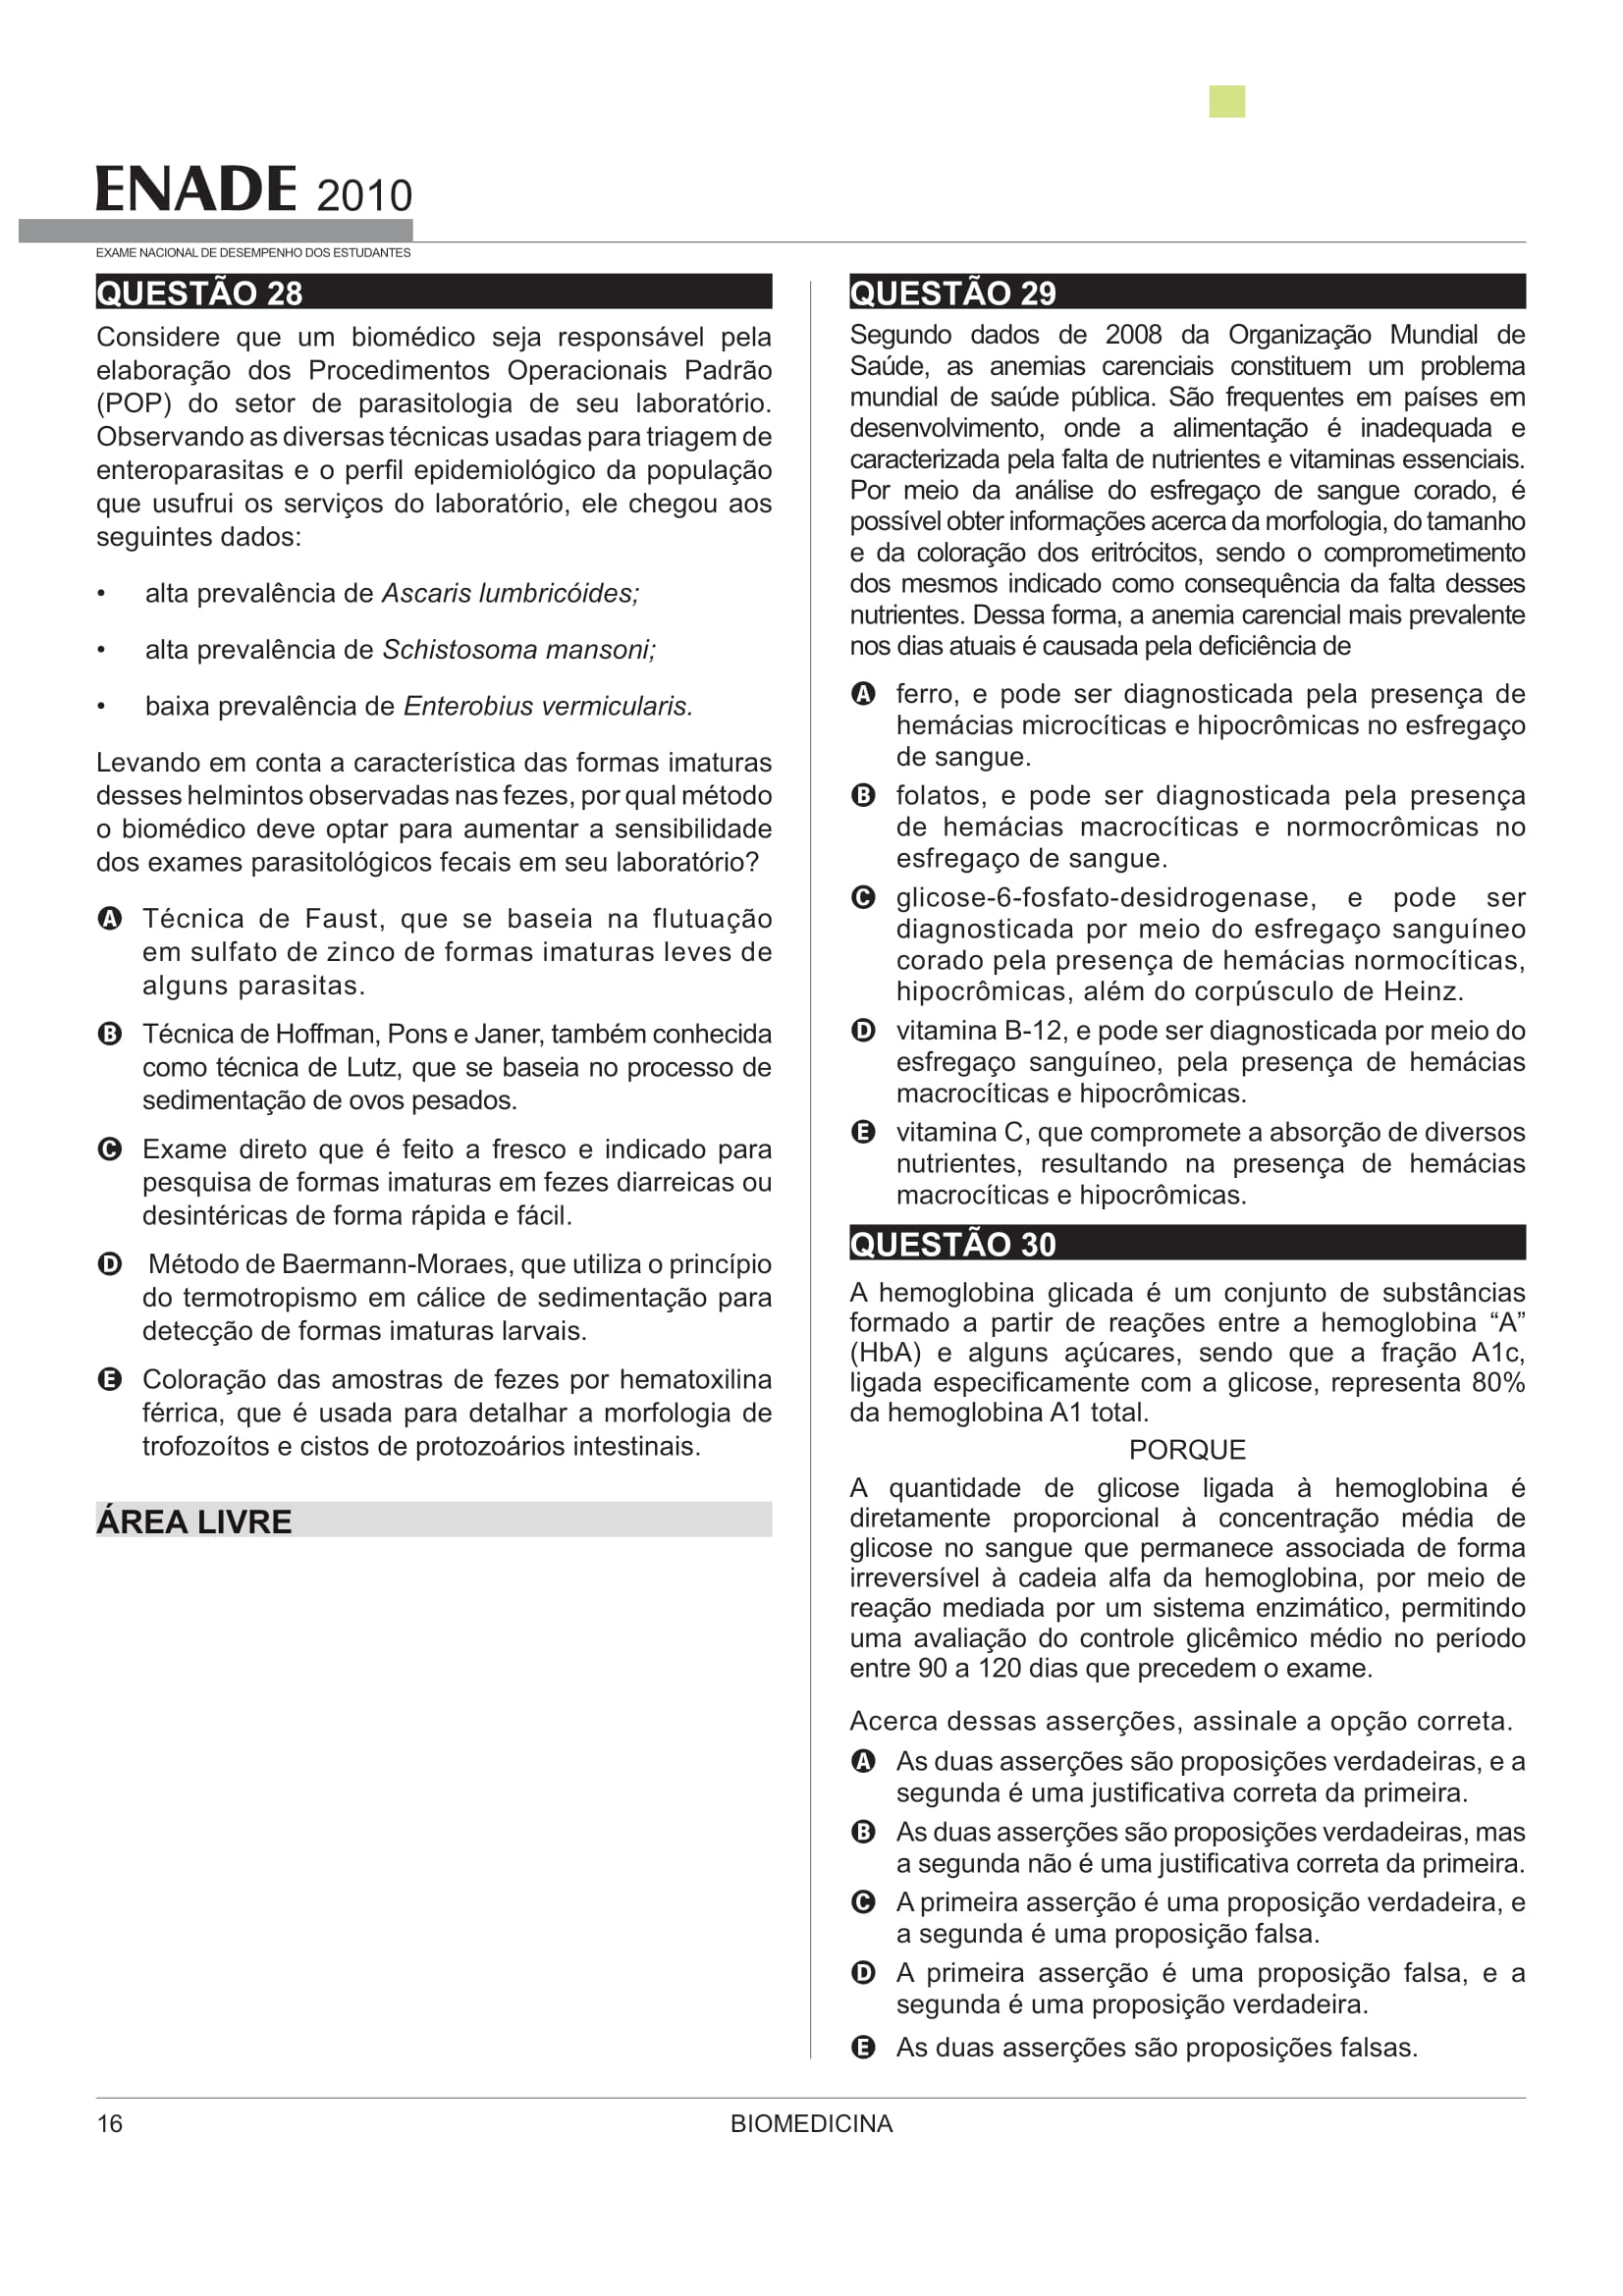 ENADE 2010
EXAME NACIONAL DE DESEMPENHO DOS ESTUDANTES
QUESTÃO 28
Considere que um biomédico seja responsável pela
elaboração dos Procedimentos Operacionais Padrão
(POP) do setor de parasitologia de seu laboratório.
Observando as diversas técnicas usadas para triagem de
enteroparasitas e o perfil epidemiológico da população
que usufrui os serviços do laboratório, ele chegou aos
seguintes dados:
• alta prevalência de Ascaris lumbricóides;
• alta prevalência de Schistosoma mansoni;
• baixa prevalência de Enterobius vermicularis.
Levando em conta a característica das formas imaturas
desses helmintos observadas nas fezes, por qual método
o biomédico deve optar para aumentar a sensibilidade
dos exames parasitológicos fecais em seu laboratório?
A Técnica de Faust, que se baseia na flutuação
em sulfato de zinco de formas imaturas leves de
alguns parasitas.
B Técnica de Hoffman, Pons e Janer, também conhecida
como técnica de Lutz, que se baseia no processo de
sedimentação de ovos pesados.
C Exame direto que é feito a fresco e indicado para
pesquisa de formas imaturas em fezes diarreicas ou
desintéricas de forma rápida e fácil.
D Método de Baermann-Moraes, que utiliza o princípio
do termotropismo em cálice de sedimentação para
detecção de formas imaturas larvais.
E Coloração das amostras de fezes por hematoxilina
férrica, que é usada para detalhar a morfologia de
trofozoítos e cistos de protozoários intestinais.
ÁREA LIVRE
QUESTÃO 29
Segundo dados de 2008 da Organização Mundial de
Saúde, as anemias carenciais constituem um problema
mundial de saúde pública. São frequentes em países em
desenvolvimento, onde a alimentação é inadequada e
caracterizada pela falta de nutrientes e vitaminas essenciais.
Por meio da análise do esfregaço de sangue corado, é
possível obter informações acerca da morfologia, do tamanho
e da coloração dos eritrócitos, sendo o comprometimento
dos mesmos indicado como consequência da falta desses
nutrientes. Dessa forma, a anemia carencial mais prevalente
nos dias atuais é causada pela deficiência de
A ferro, e pode ser diagnosticada pela presença de
hemácias microcíticas e hipocrômicas no esfregaço
de sangue.
B folatos, e pode ser diagnosticada pela presença
de hemácias macrocíticas e normocrômicas no
esfregaço de sangue.
C glicose-6-fosfato-desidrogenase, e pode ser
diagnosticada por meio do esfregaço sanguíneo
corado pela presença de hemácias normocíticas,
hipocrômicas, além do corpúsculo de Heinz.
D vitamina B-12, e pode ser diagnosticada por meio do
esfregaço sanguíneo, pela presença de hemácias
macrocíticas e hipocrômicas.
E vitamina C, que compromete a absorção de diversos
nutrientes, resultando na presença de hemácias
macrocíticas e hipocrômicas.
QUESTÃO 30
A hemoglobina glicada é um conjunto de substâncias
formado a partir de reações entre a hemoglobina “A”
(HbA) e alguns açúcares, sendo que a fração A1c,
ligada especificamente com a glicose, representa 80%
da hemoglobina A1 total.
PORQUE
A quantidade de glicose ligada à hemoglobina é
diretamente proporcional à concentração média de
glicose no sangue que permanece associada de forma
irreversível à cadeia alfa da hemoglobina, por meio de
reação mediada por um sistema enzimático, permitindo
uma avaliação do controle glicêmico médio no período
entre 90 a 120 dias que precedem o exame.
Acerca dessas asserções, assinale a opção correta.
A As duas asserções são proposições verdadeiras, e a
segunda é uma justificativa correta da primeira.
B As duas asserções são proposições verdadeiras, mas
a segunda não é uma justificativa correta da primeira.
C A primeira asserção é uma proposição verdadeira, e
a segunda é uma proposição falsa.
D A primeira asserção é uma proposição falsa, e a
segunda é uma proposição verdadeira.
E As duas asserções são proposições falsas.
16
BIOMEDICINA